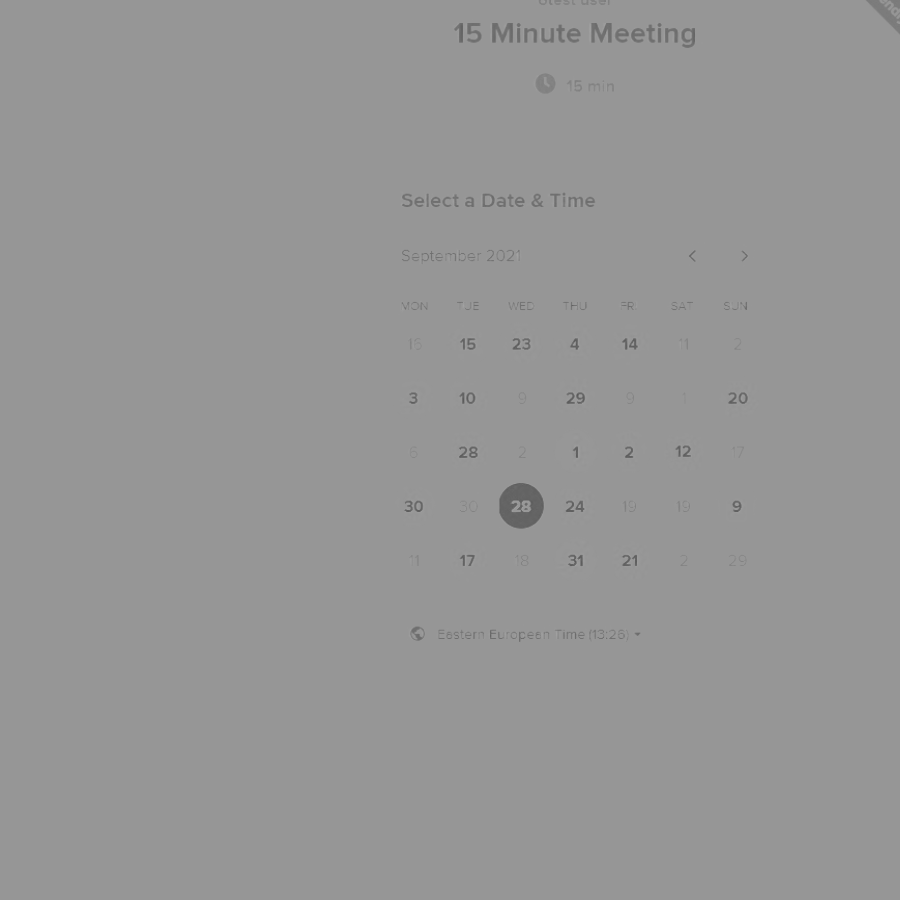 15 Minute Meeting
15 min
Select a Date & Time
September 2021
MON TUE WED THU FRI SAT SUN
15 15 23 4 14 11 2
3 10 9 29 9 1 20
6 28 2 1 2 12 17
30 30 28 24 19 19 9
11 17 18 31 21 2 29
Eastern European Time (13:26)